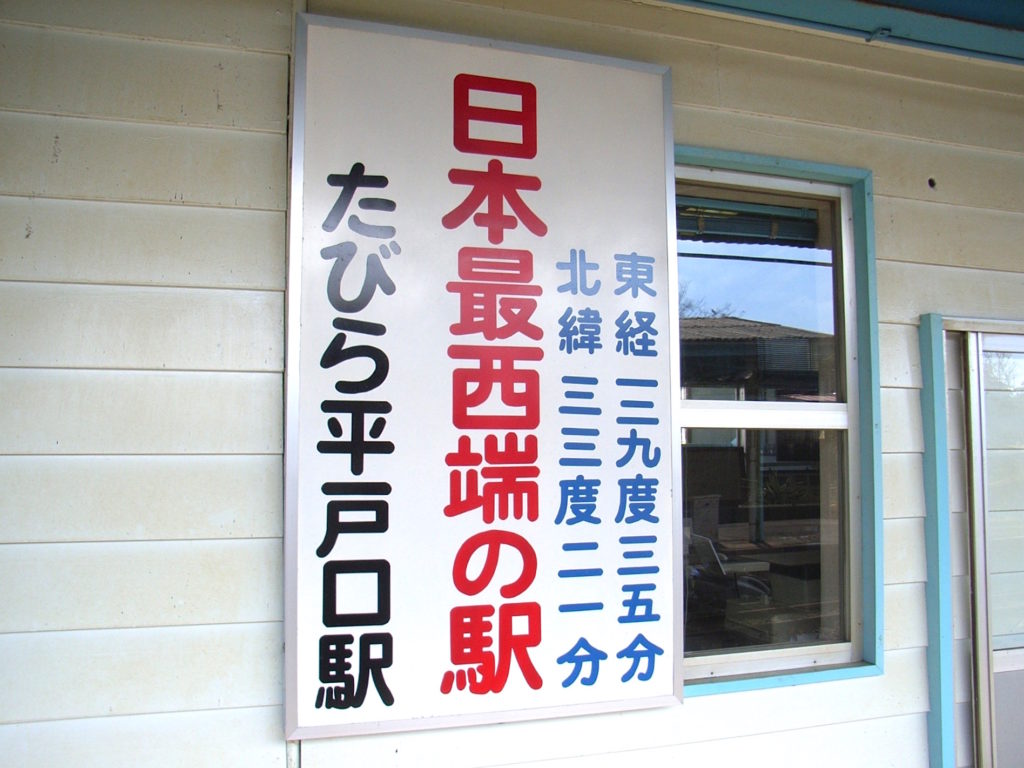 東経一二九度三五分
北緯三三度二一分
日本最西端の駅
たびら平戸口駅